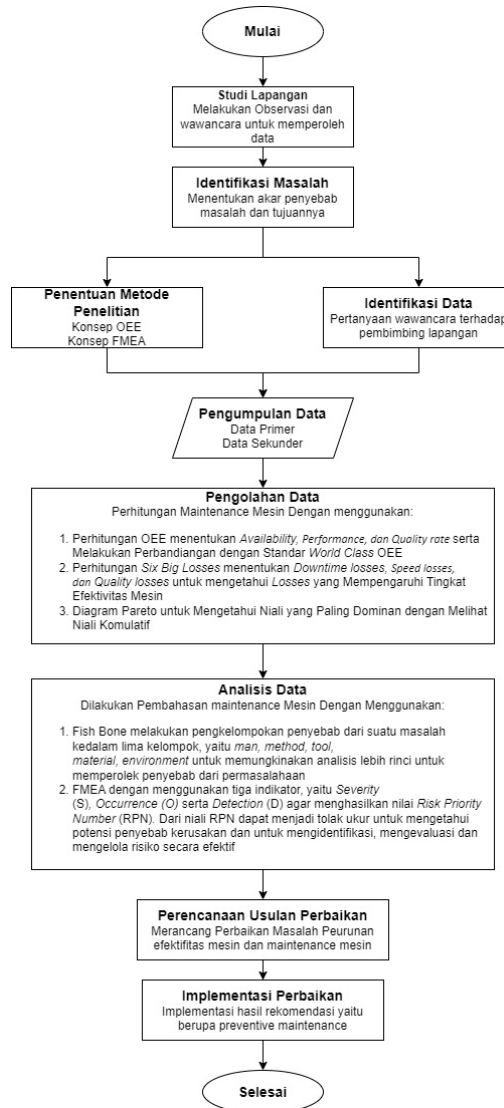 Mulai
Studi Lapangan
Melakukan Observasi dan
wawancara untuk memperoleh
data
Identifikasi Masalah
Menentukan akar penyebab
masalah dan tujuannya
Penentuan Metode
Penelitian
Konsep OEE
Konsep FMEA
Identifikasi Data
Pertanyaan wawancara terhadap
pembimbing lapangan
Pengumpulan Data
Data Primer
Data Sekunder
Pengolahan Data
Perhitungan Maintenance Mesin Dengan menggunakan:
1. Perhitungan OEE menentukan Availability, Performance, dan Quality rate serta
Melakukan Perbandiangan dengan Standar World Class OEE
2. Perhitungan Six Big Losses menentukan Downtime losses, Speed losses,
dan Quality losses untuk mengetahui Losses yang Mempengaruhi Tingkat
Efektivitas Mesin
3. Diagram Pareto untuk Mengetahui Niali yang Paling Dominan dengan Melihat
Niali Komulatif
Analisis Data
Dilakukan Pembahasan maintenance Mesin Dengan Menggunakan:
1. Fish Bone melakukan pengkelompokan penyebab dari suatu masalah
kedalam lima kelompok, yaitu man, method, tool,
material, environment untuk memungkinakan analisis lebih rinci untuk
memperolek penyebab dari permasalahaan
2. FMEA dengan menggunakan tiga indikator, yaitu Severity
(S), Occurrence (O) serta Detection (D) agar menghasilkan nilai Risk Priority
Number (RPN). Dari niali RPN dapat menjadi tolak ukur untuk mengetahui
potensi penyebab kerusakan dan untuk mengidentifikasi, mengevaluasi dan
mengelola risiko secara efektif
Perencanaan Usulan Perbaikan
Merancang Perbaikan Masalah Peurunan
efektifitas mesin dan maintenance mesin
Implementasi Perbaikan
Implementasi hasil rekomendasi yaitu
berupa preventive maintenance
Selesai